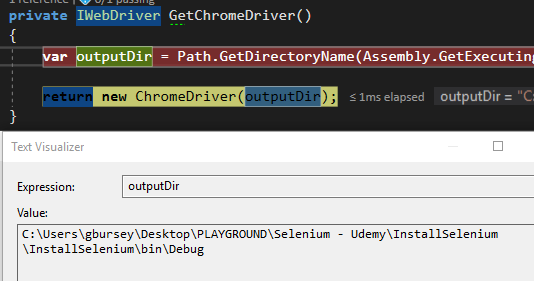 1 reference | 0/1 passing
private IWebDriver GetChromeDriver()
{
var outputDir = Path.GetDirectoryName(Assembly.GetExecuting
return new ChromeDriver(outputDir); ≤ 1ms elapsed outputDir = "C:
}
Text Visualizer
Expression: outputDir
Value:
C:\Users\gbursey\Desktop\PLAYGROUND\Selenium - Udemy\InstallSelenium
\InstallSelenium\bin\Debug